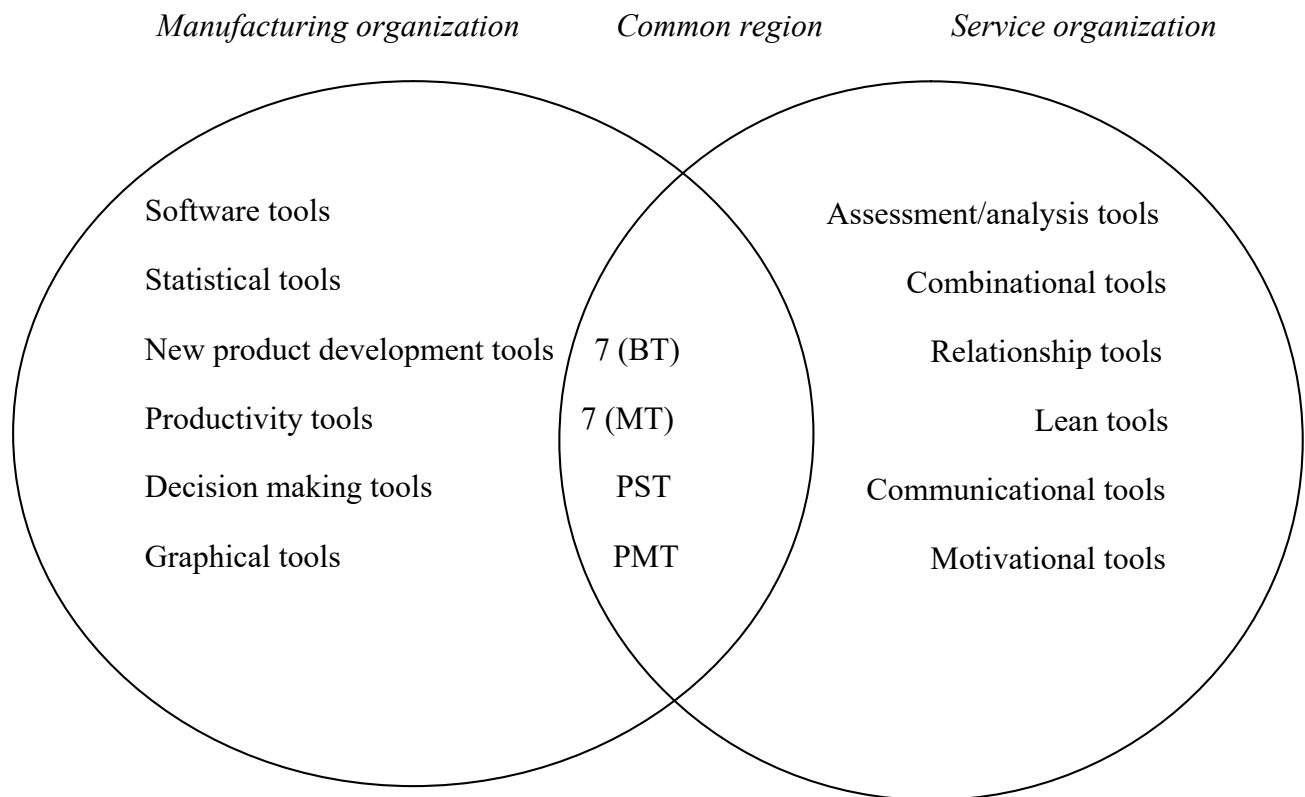 Manufacturing organization
Common region
Service organization
Software tools
Statistical tools
New product development tools
Productivity tools
Decision making tools
Graphical tools
7 (BT)
7 (MT)
PST
PMT
Assessment/analysis tools
Combinational tools
Relationship tools
Lean tools
Communicational tools
Motivational tools